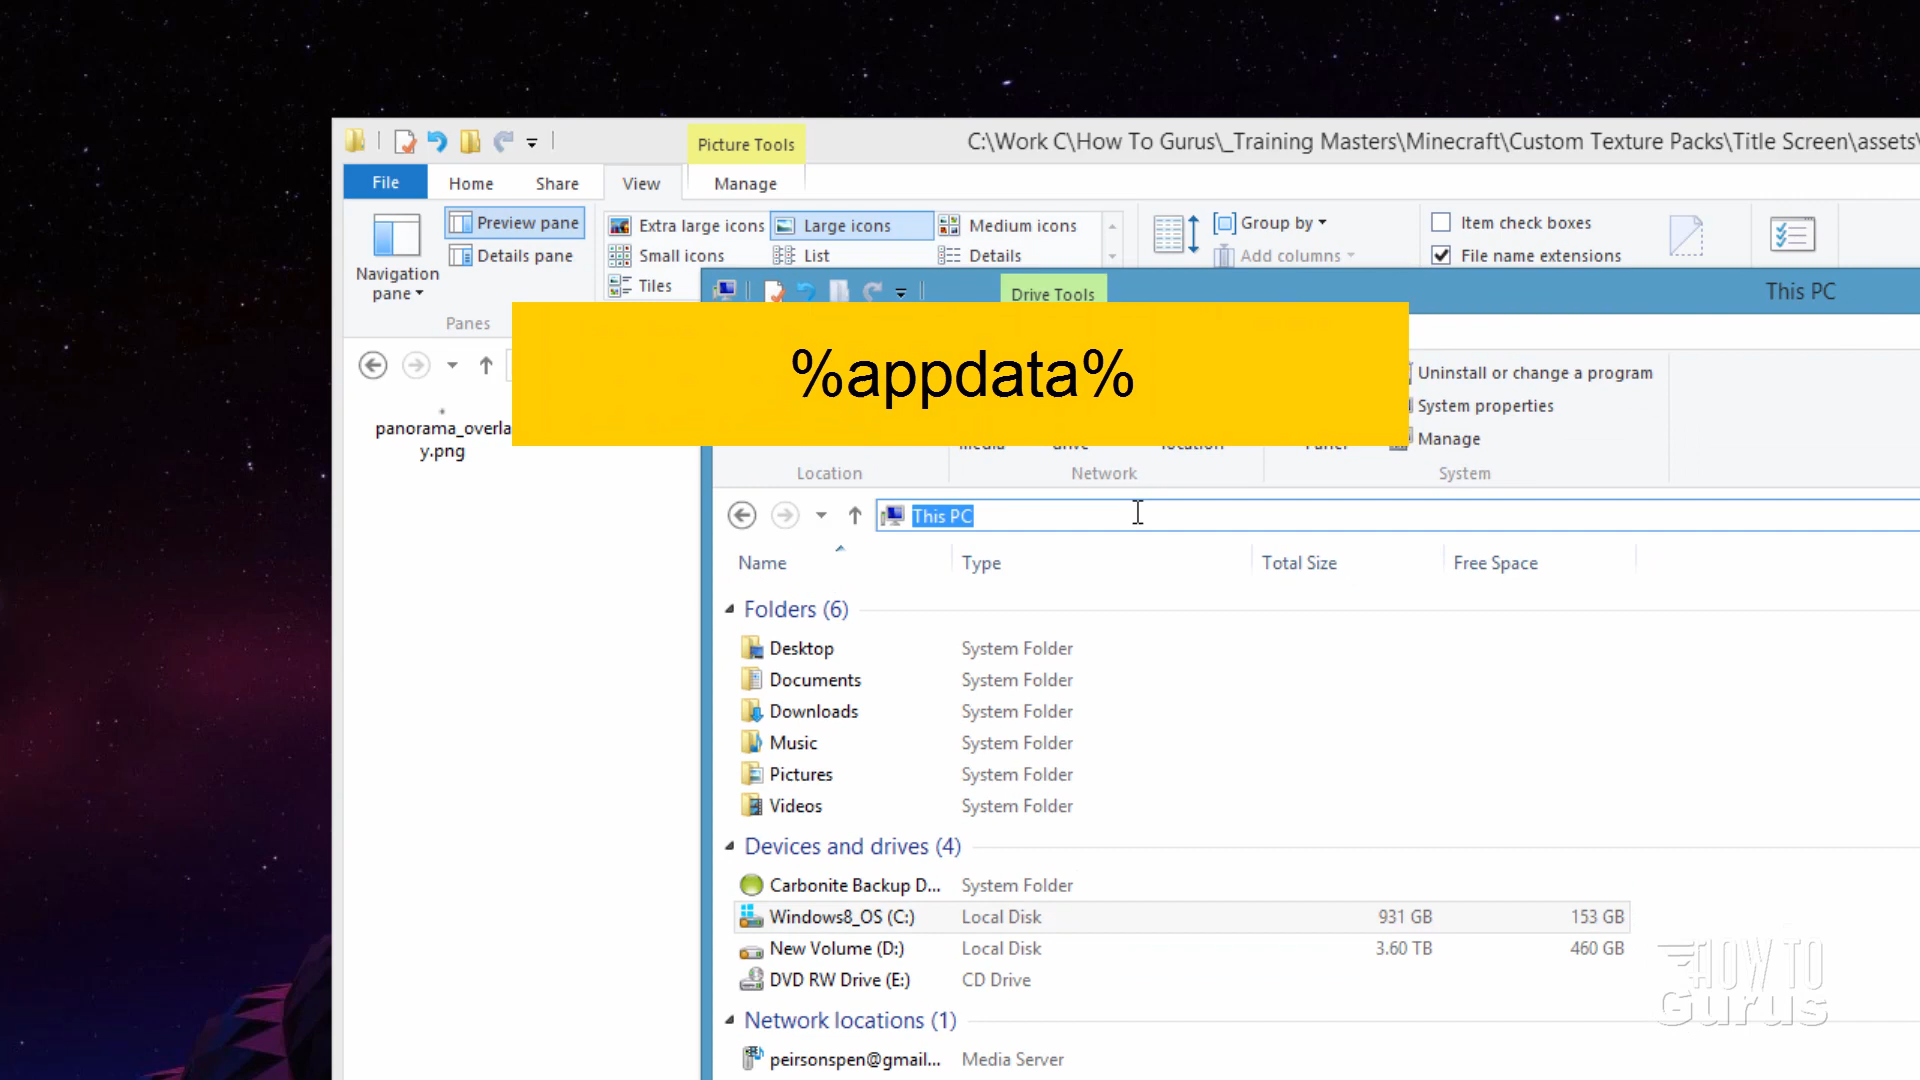 Picture Tools
C:\Work C\How To Gurus\_Training Masters\Minecraft\Custom Texture Packs\Title Screen\assets\
File
Home
Share
View
Manage
Navigation
pane
Preview pane
Details pane
Panes
Extra large icons
Large icons
Medium icons
Small icons
List
Details
Tiles
Group by
Add columns
Item check boxes
File name extensions
Drive Tools
This PC
%appdata%
panorama_overla
y.png
Uninstall or change a program
System properties
Manage
Location
Network
System
This PC
Name
Type
Total Size
Free Space
Folders (6)
Desktop
System Folder
Documents
System Folder
Downloads
System Folder
Music
System Folder
Pictures
System Folder
Videos
System Folder
Devices and drives (4)
Carbonite Backup D...
System Folder
Windows8_OS (C:)
Local Disk
931 GB
153 GB
New Volume (D:)
Local Disk
3.60 TB
460 GB
DVD RW Drive (E:)
CD Drive
Network locations (1)
peirsonspen@gmail...
Media Server
HOW TO
Gurus